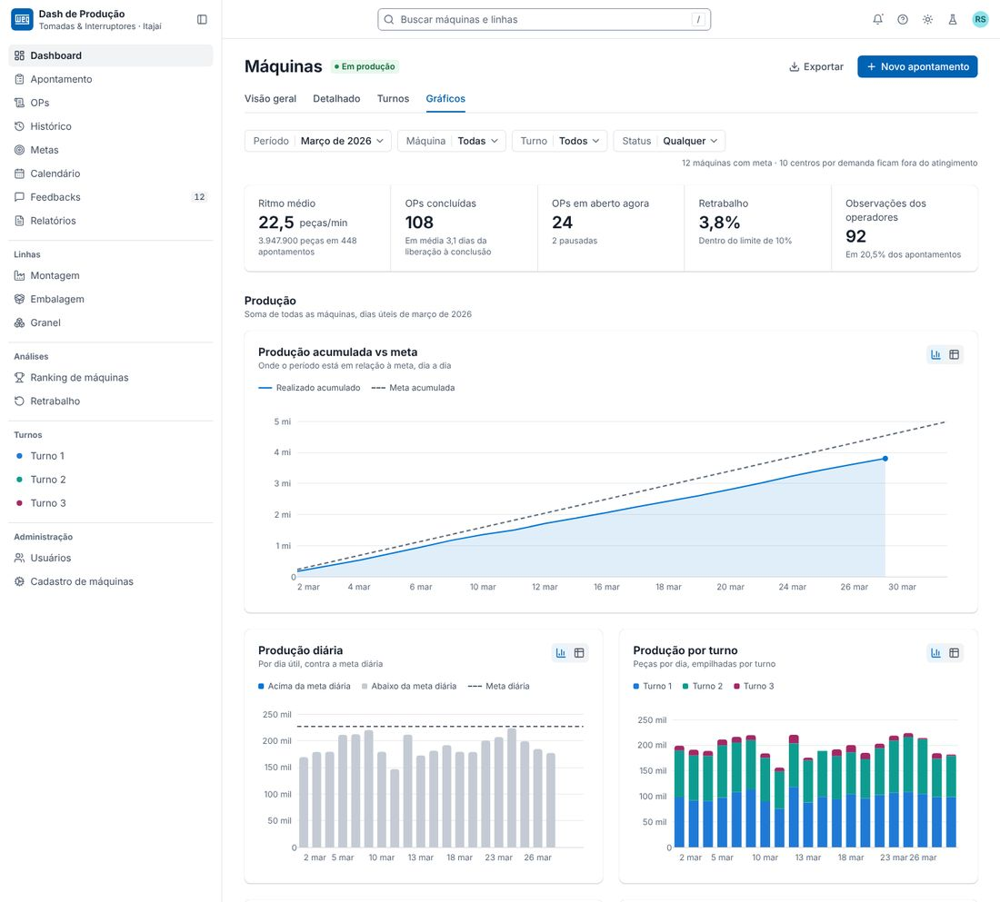 weg
Dash de Produção
Tomadas & Interruptores · Itajaí
Dashboard
Apontamento
OPs
Histórico
Metas
Calendário
Feedbacks
12
Relatórios
Linhas
Montagem
Embalagem
Granel
Análises
Ranking de máquinas
Retrabalho
Turnos
Turno 1
Turno 2
Turno 3
Administração
Usuários
Cadastro de máquinas
Buscar máquinas e linhas
/
RS
Máquinas
Em produção
Exportar
Novo apontamento
Visão geral
Detalhado
Turnos
Gráficos
Período Março de 2026
Máquina Todas
Turno Todos
Status Qualquer
12 máquinas com meta · 10 centros por demanda ficam fora do atingimento
Ritmo médio
22,5 peças/min
3.947.900 peças em 448
apontamentos
OPs concluídas
108
Em média 3,1 dias da
liberação à conclusão
OPs em aberto agora
24
2 pausadas
Retrabalho
3,8%
Dentro do limite de 10%
Observações dos
operadores
92
Em 20,5% dos apontamentos
Produção
Soma de todas as máquinas, dias úteis de março de 2026
Produção acumulada vs meta
Onde o período está em relação à meta, dia a dia
Realizado acumulado
Meta acumulada
5 mi
4 mi
3 mi
2 mi
1 mi
0
2 mar 4 mar 6 mar 10 mar 12 mar 16 mar 18 mar 20 mar 24 mar 26 mar 30 mar
Produção diária
Por dia útil, contra a meta diária
Acima da meta diária
Abaixo da meta diária
Meta diária
250 mil
200 mil
150 mil
100 mil
50 mil
0
2 mar 5 mar 10 mar 13 mar 18 mar 23 mar 26 mar
Produção por turno
Peças por dia, empilhadas por turno
Turno 1
Turno 2
Turno 3
250 mil
200 mil
150 mil
100 mil
50 mil
0
2 mar 5 mar 10 mar 13 mar 18 mar 23 mar 26 mar